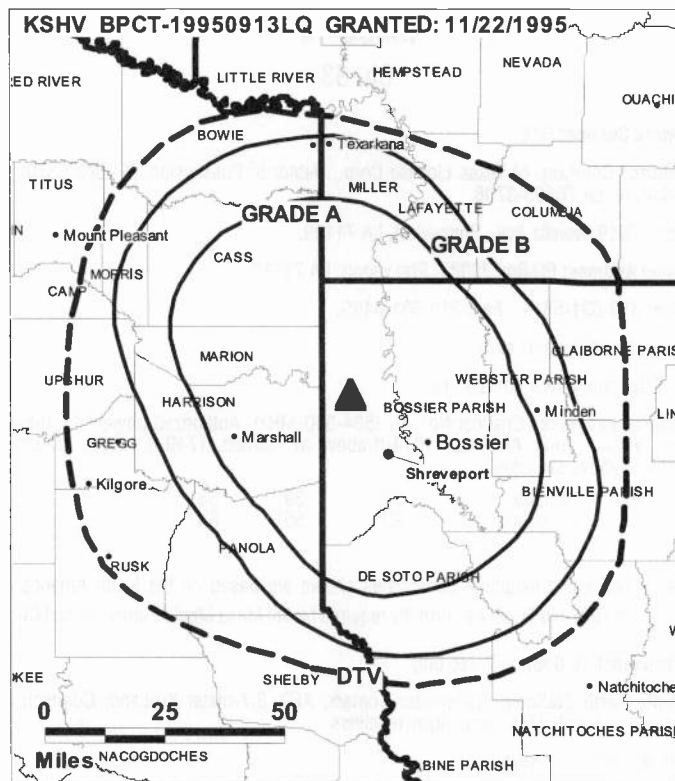 KSHV BPCT-19950913LQ GRANTED: 11/22/1995
NEVADA
HEMPSTEAD
LITTLE RIVER
RED RIVER
OUACHI
BOWIE
Texarkana
TITUS
MILLER
LAFAYETTE
GRADE A
COLUMBIA
Mount Pleasant
GRADE B
CASS
MORRIS
CAMP
MARION
CLAIBORNE PARIS
UPSHUR
WEBSTER PARISH
HARRISON
BOSSIER PARISH
Minden
LIN
GREGG
Marshall
Bossier
Shreveport
Kilgore
BIENVILLE PARISH
PANOLA
RUSK
DE SOTO PARISH
KEE
SHELBY
DTV
Natchitoche
0 25 50
NATCHITOCHES PARIS
Miles
NACOGDOCHES
BINE PARISH